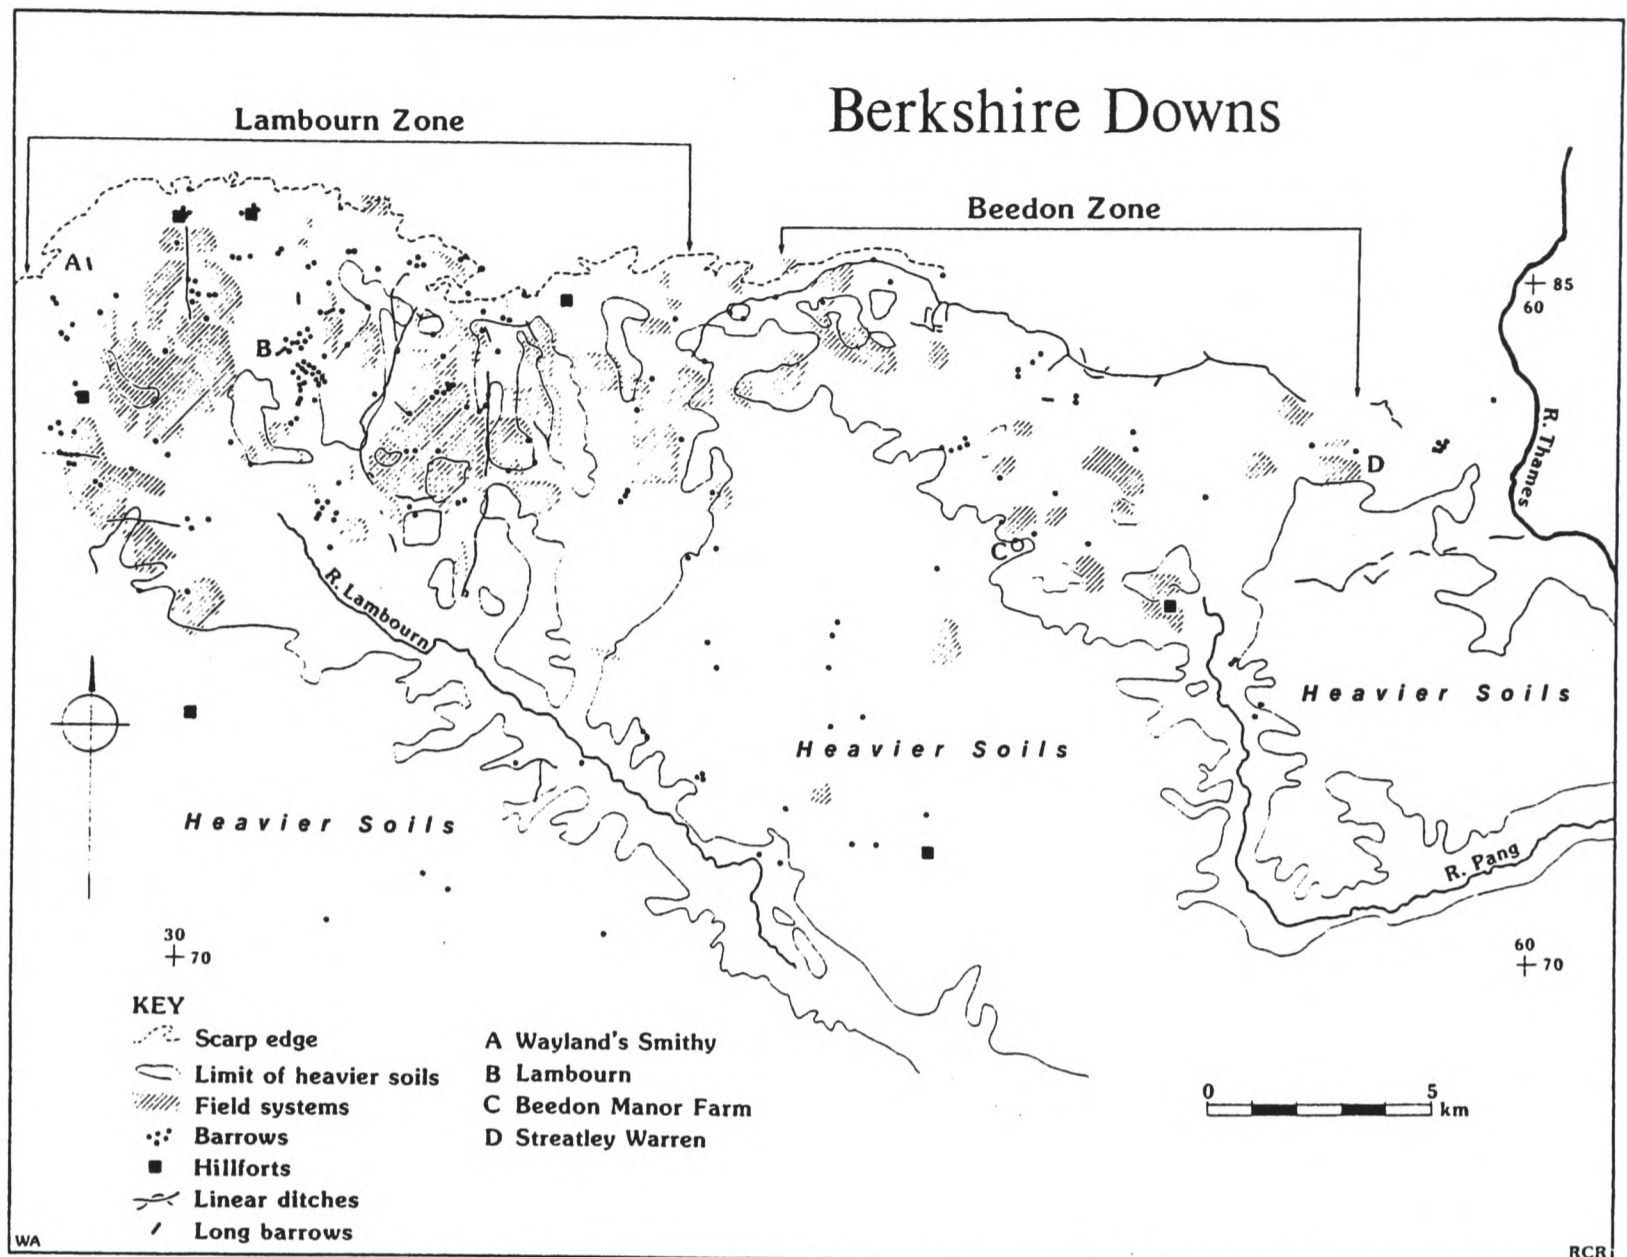 Berkshire Downs
Lambourn Zone
Beedon Zone
A
B
C
D
85
60
R. Thames
R. Lambourn
Heavier Soils
Heavier Soils
Heavier Soils
R. Pang
30
70
60
70
KEY
Scarp edge
Limit of heavier soils
Field systems
Barrows
Hillforts
Linear ditches
Long barrows
A Wayland's Smithy
B Lambourn
C Beedon Manor Farm
D Streatley Warren
0 5
km
WA
RCR